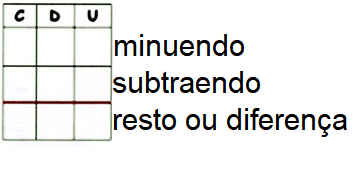 C D U
minuendo
subtraendo
resto ou diferença